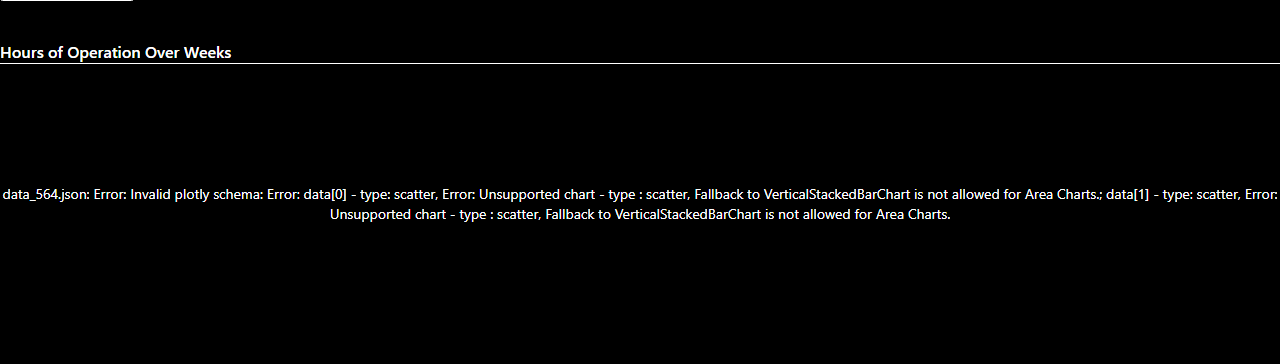 Hours of Operation Over Weeks
data_564.json: Error: Invalid plotly schema: Error: data[0] - type: scatter, Error: Unsupported chart - type : scatter, Fallback to VerticalStackedBarChart is not allowed for Area Charts.; data[1] - type: scatter, Error:
Unsupported chart - type : scatter, Fallback to VerticalStackedBarChart is not allowed for Area Charts.